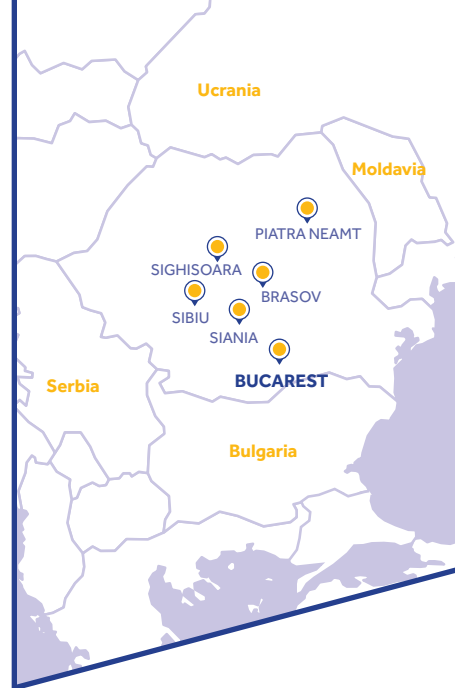 Ucrania
Moldavia
PIATRA NEAMT
SIGHISOARA
BRASOV
SIBIU
SIANIA
BUCAREST
Serbia
Bulgaria